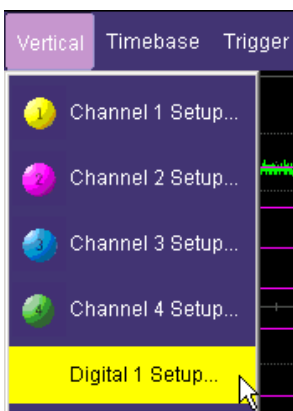 Vertical Timebase Trigger
1 Channel 1 Setup...
2 Channel 2 Setup...
3 Channel 3 Setup...
4 Channel 4 Setup...
Digital 1 Setup...